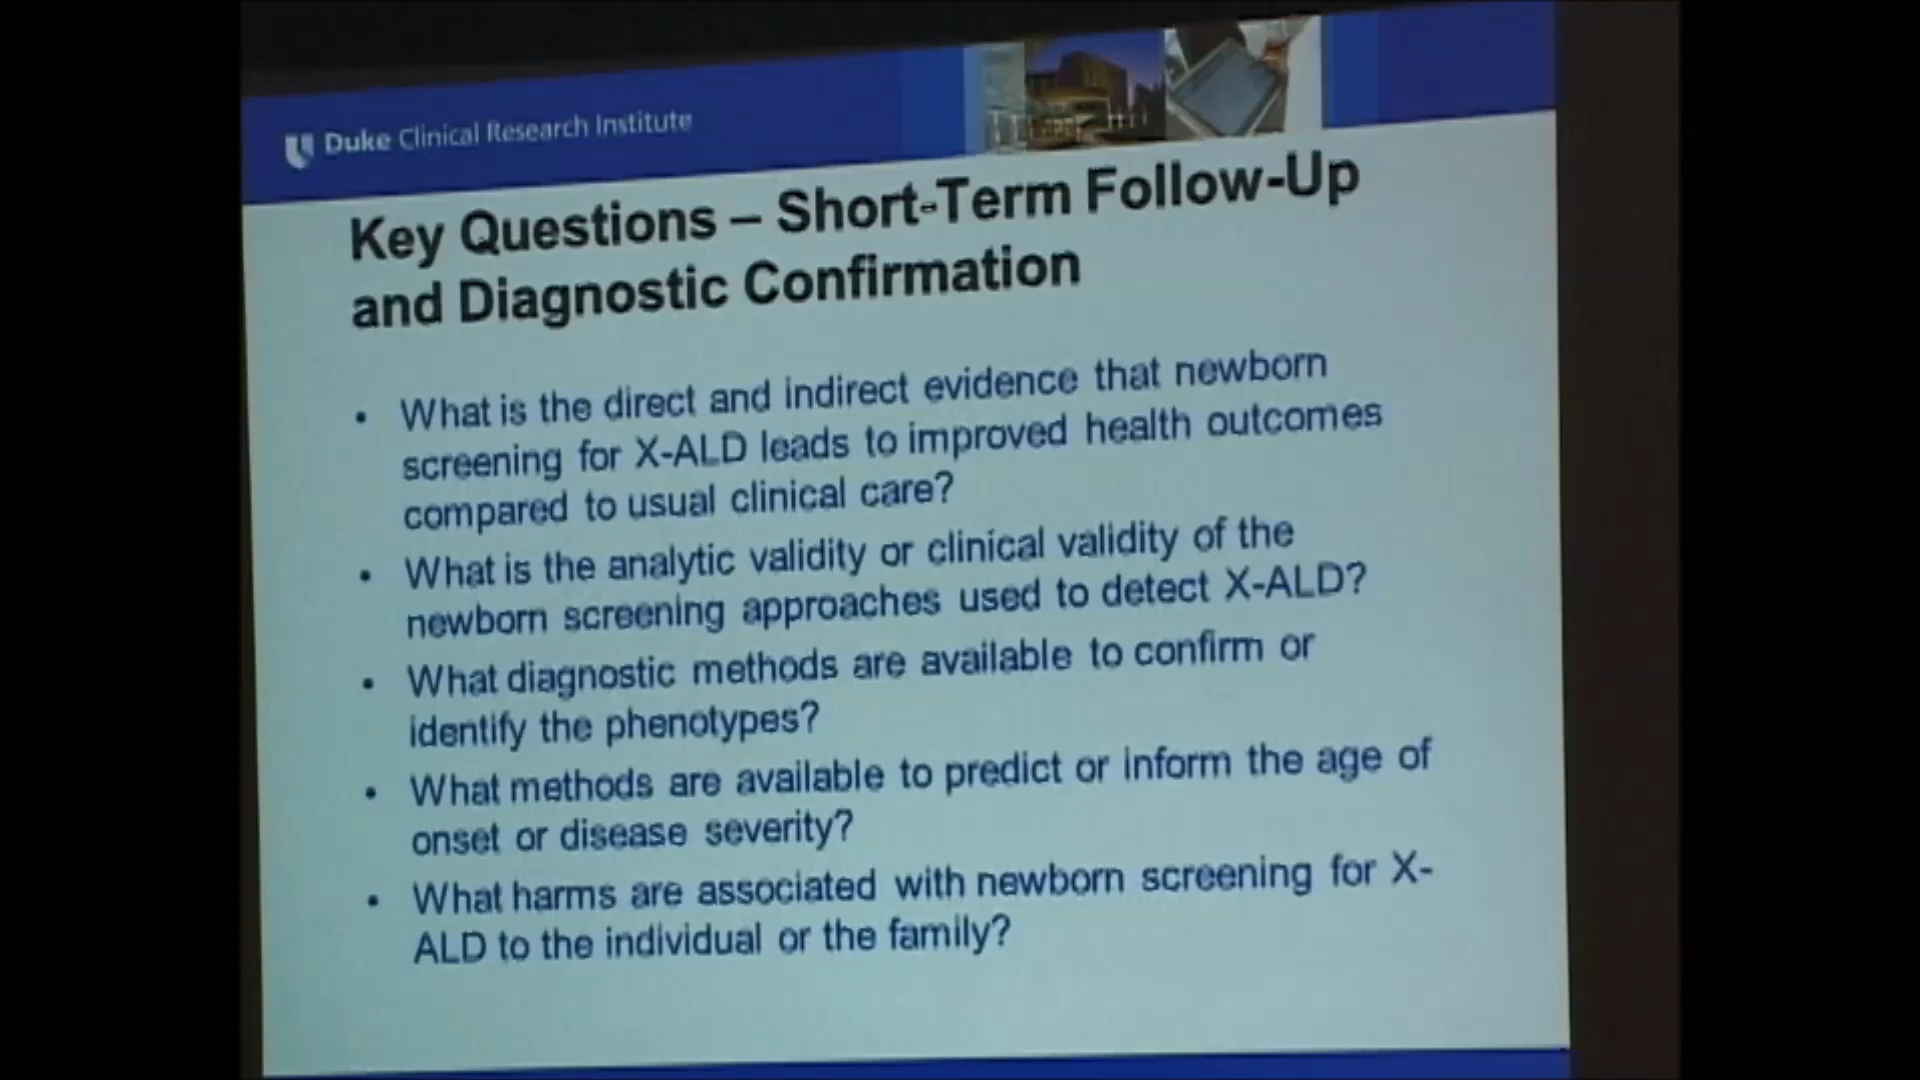 Duke Clinical Research Institute
Key Questions – Short-Term Follow-Up
and Diagnostic Confirmation
• What is the direct and indirect evidence that newborn
screening for X-ALD leads to improved health outcomes
compared to usual clinical care?
• What is the analytic validity or clinical validity of the
newborn screening approaches used to detect X-ALD?
• What diagnostic methods are available to confirm or
identify the phenotypes?
• What methods are available to predict or inform the age of
onset or disease severity?
• What harms are associated with newborn screening for X-
ALD to the individual or the family?